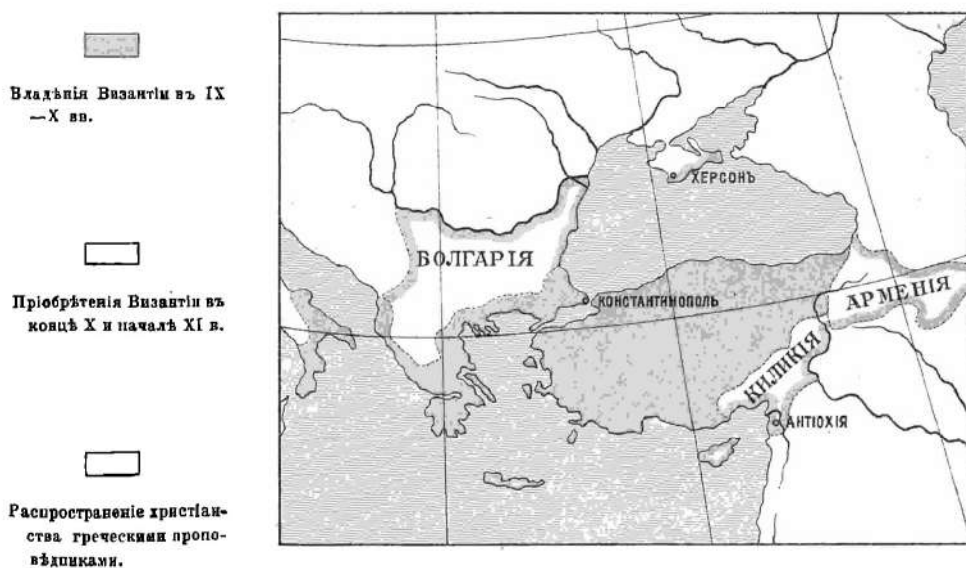 Владѣнія Византіи въ IX
—X вв.
Пріобрѣтенія Византіи въ
концѣ X и началѣ XI в.
Распространеніе христіан-
ства греческими пропо-
вѣдниками.
ХЕРСОНЪ
БОЛГАРІЯ
КОНСТАНТИНОПОЛЬ
АРМЕНІЯ
КИЛИКІЯ
АНТІОХІЯ